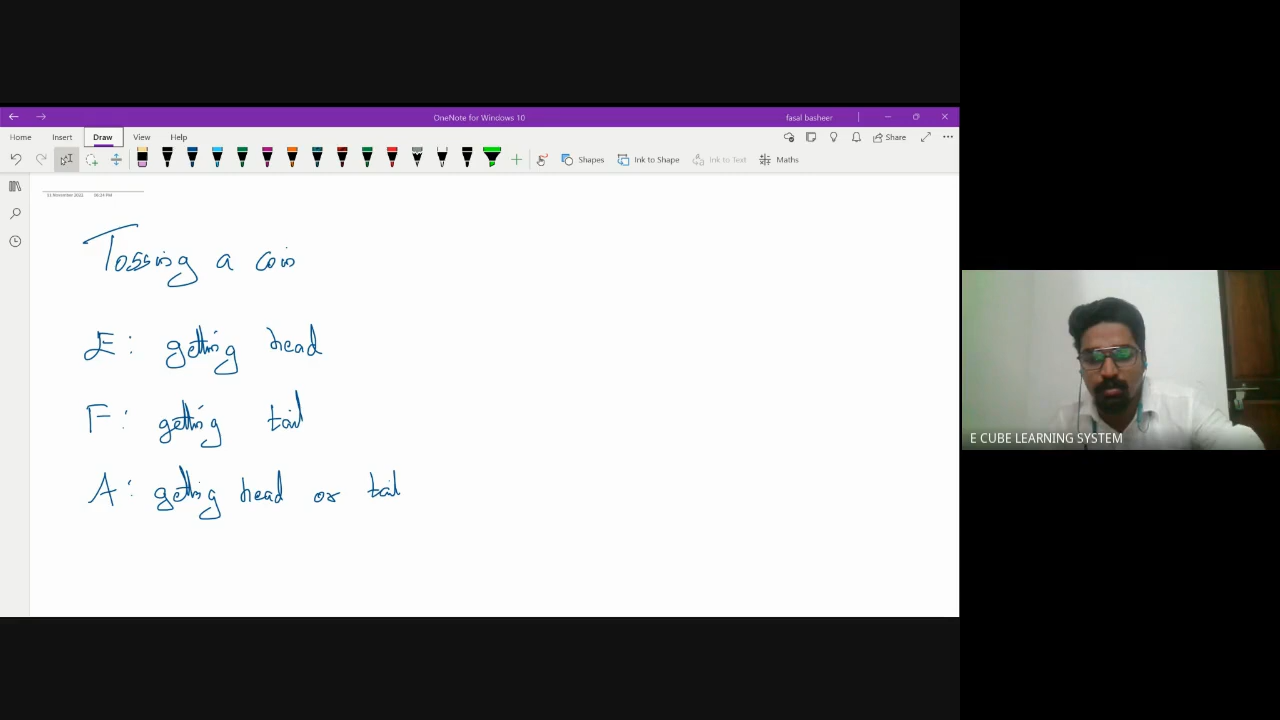 OneNote for Windows 10
fasal basheer
Home Insert Draw View Help
Share
Shapes Ink to Shape Ink to Text Maths
Tossing a coin
E: getting head
F: getting tail
A: getting head or tail
E CUBE LEARNING SYSTEM